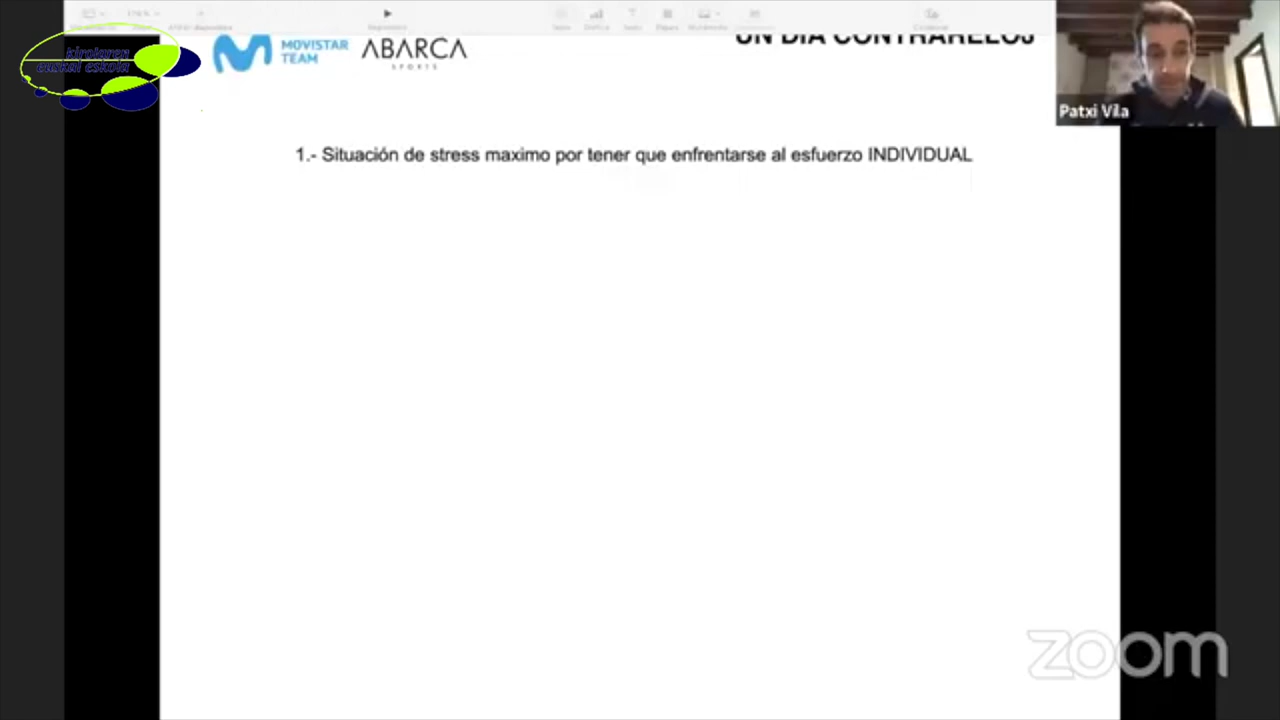 kirolaren
euskal eskola
MOVISTAR
TEAM
ABARCA
SPORTS
UN DIA CONTRARELOJ
Patxi Vila
1.- Situación de stress maximo por tener que enfrentarse al esfuerzo INDIVIDUAL
zoom